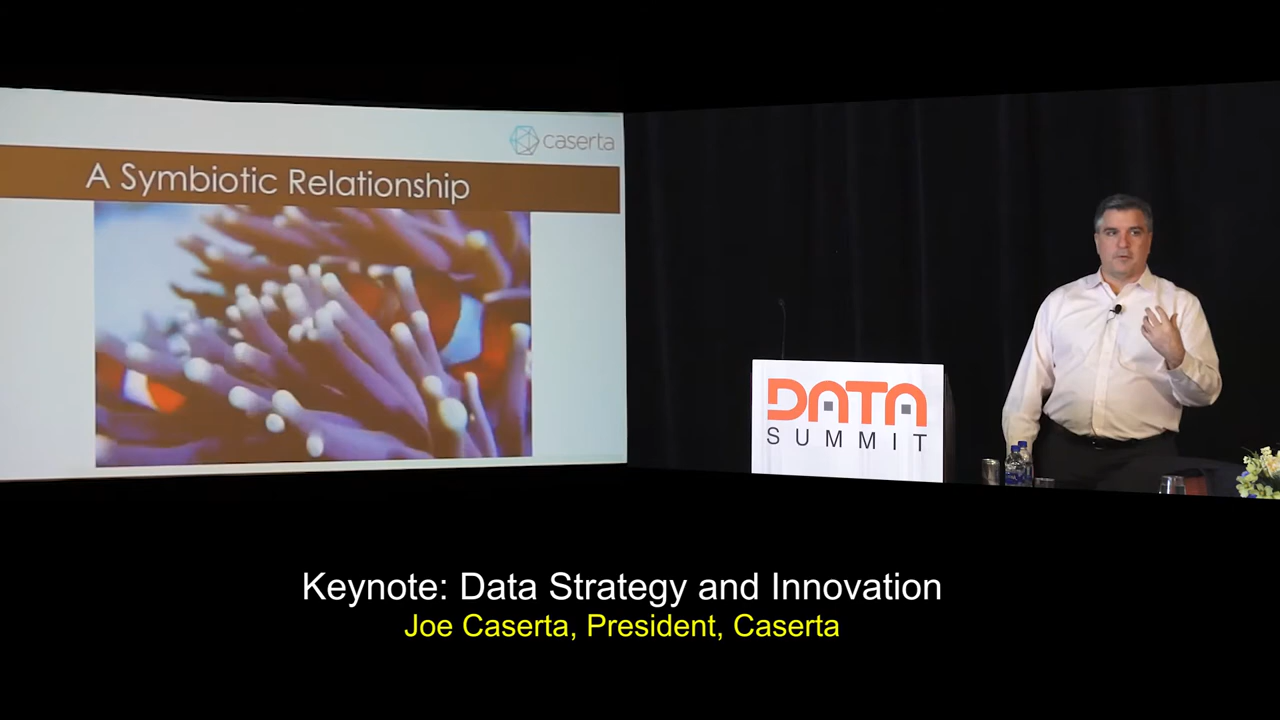 caserta
A Symbiotic Relationship
DATA
SUMMIT
Keynote: Data Strategy and Innovation
Joe Caserta, President, Caserta